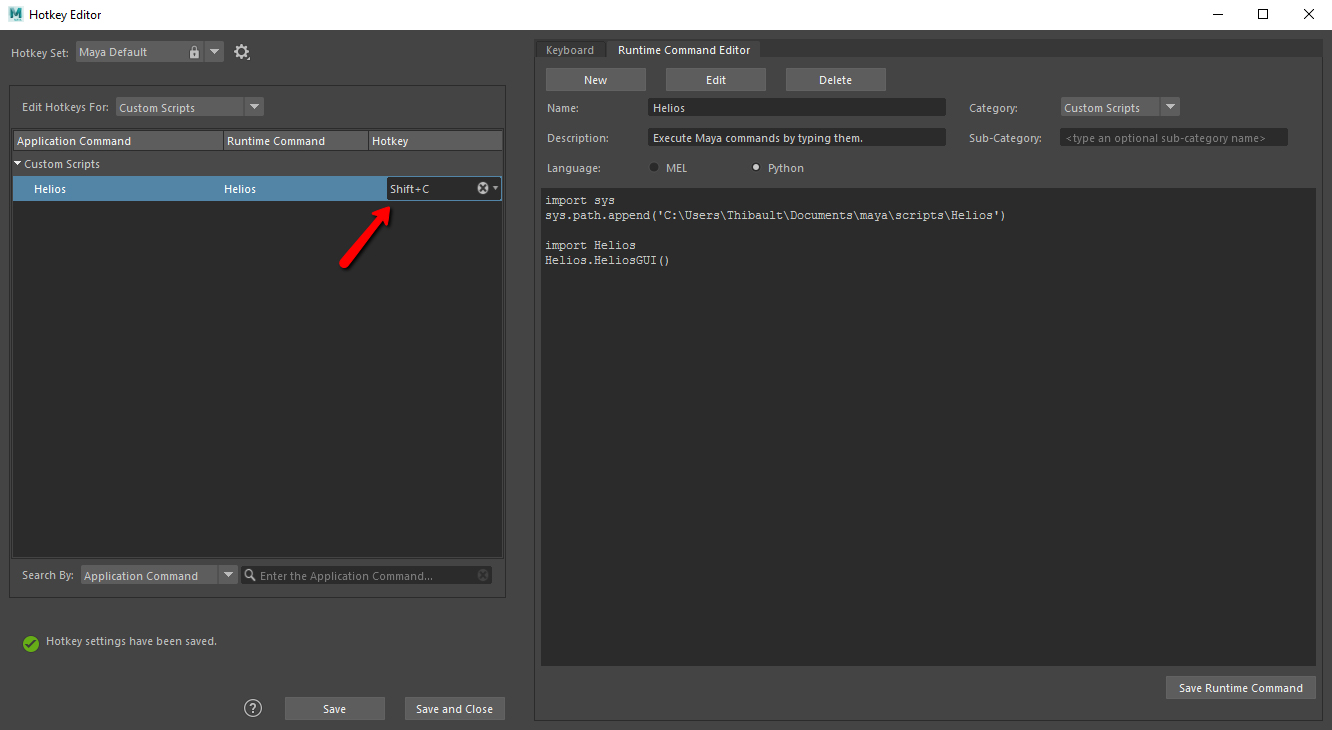 Hotkey Editor
Hotkey Set: Maya Default
Edit Hotkeys For: Custom Scripts
Application Command Runtime Command Hotkey
Custom Scripts
Helios Helios Shift+C
Search By: Application Command Enter the Application Command...
Hotkey settings have been saved.
? Save Save and Close
Keyboard Runtime Command Editor
New Edit Delete
Name: Helios Category: Custom Scripts
Description: Execute Maya commands by typing them. Sub-Category: <type an optional sub-category name>
Language: MEL Python
import sys
sys.path.append('C:\Users\Thibault\Documents\maya\scripts\Helios')
import Helios
Helios.HeliosGUI()
Save Runtime Command